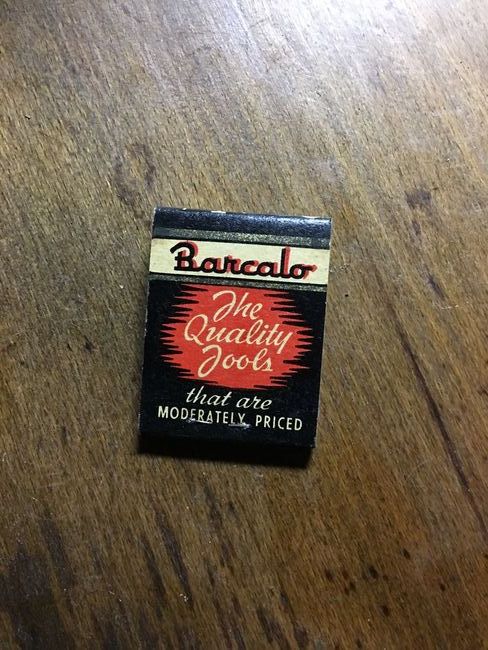 Barcalo
The
Quality
Tools
that are
MODERATELY PRICED